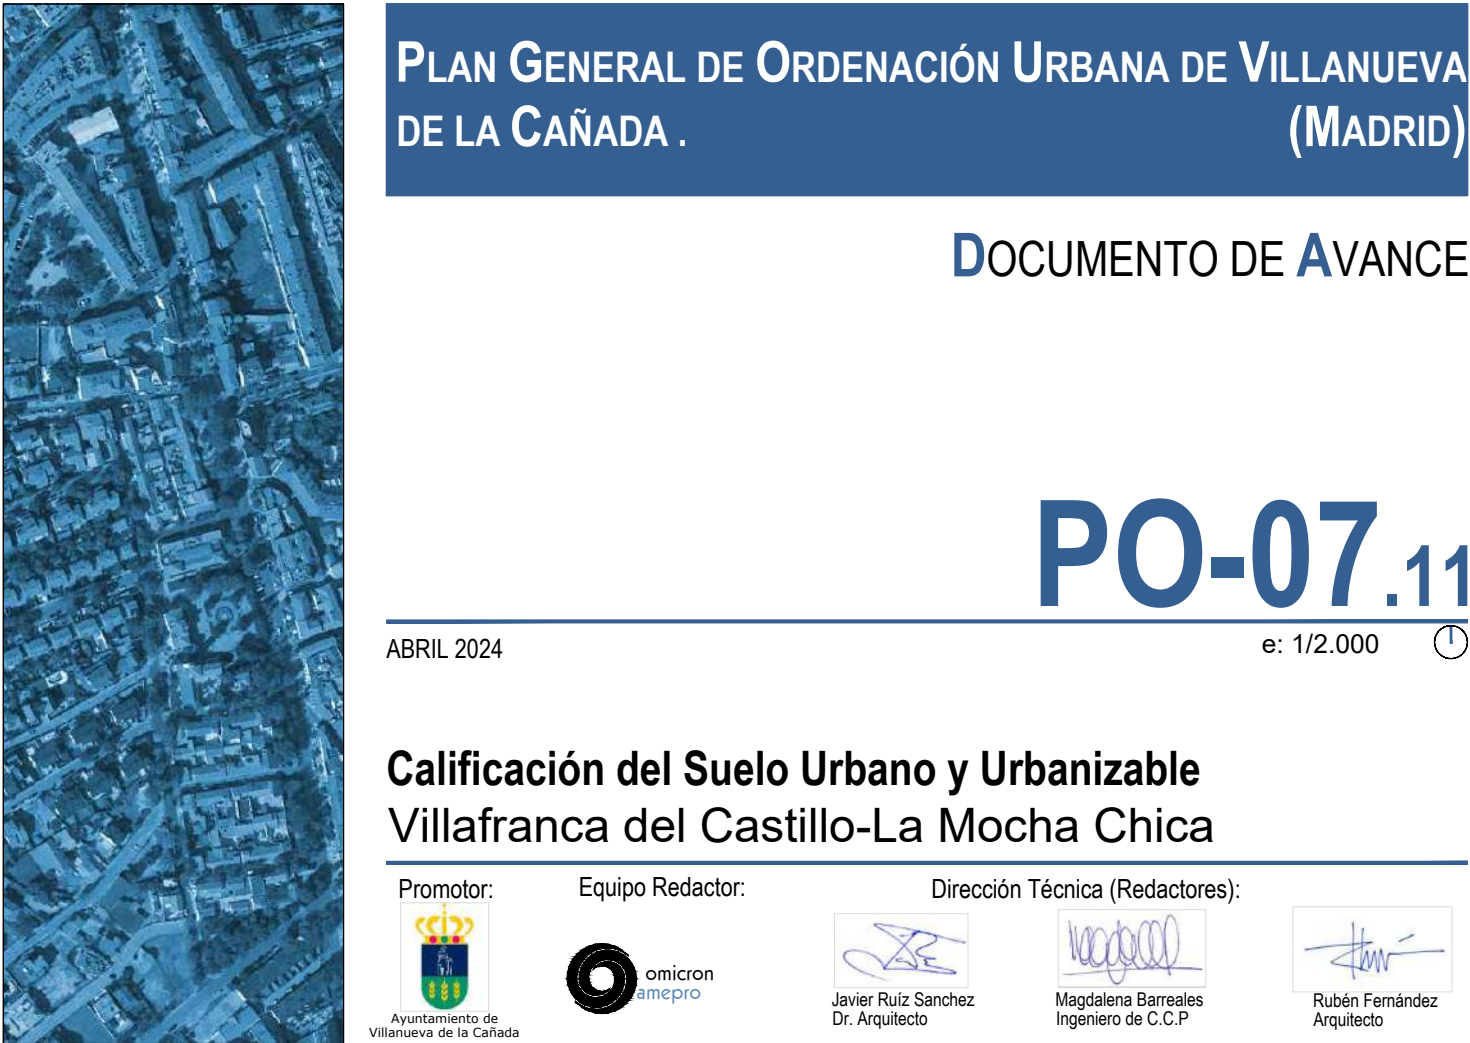 PLAN GENERAL DE ORDENACIÓN URBANA DE VILLANUEVA
DE LA CAÑADA . (MADRID)
DOCUMENTO DE AVANCE
PO-07.11
ABRIL 2024 e: 1/2.000
Calificación del Suelo Urbano y Urbanizable
Villafranca del Castillo-La Mocha Chica
Promotor: Equipo Redactor: Dirección Técnica (Redactores):
omicron
amepro
Ayuntamiento de
Villanueva de la Cañada
Javier Ruíz Sanchez
Dr. Arquitecto
Magdalena Barreales
Ingeniero de C.C.P
Rubén Fernández
Arquitecto